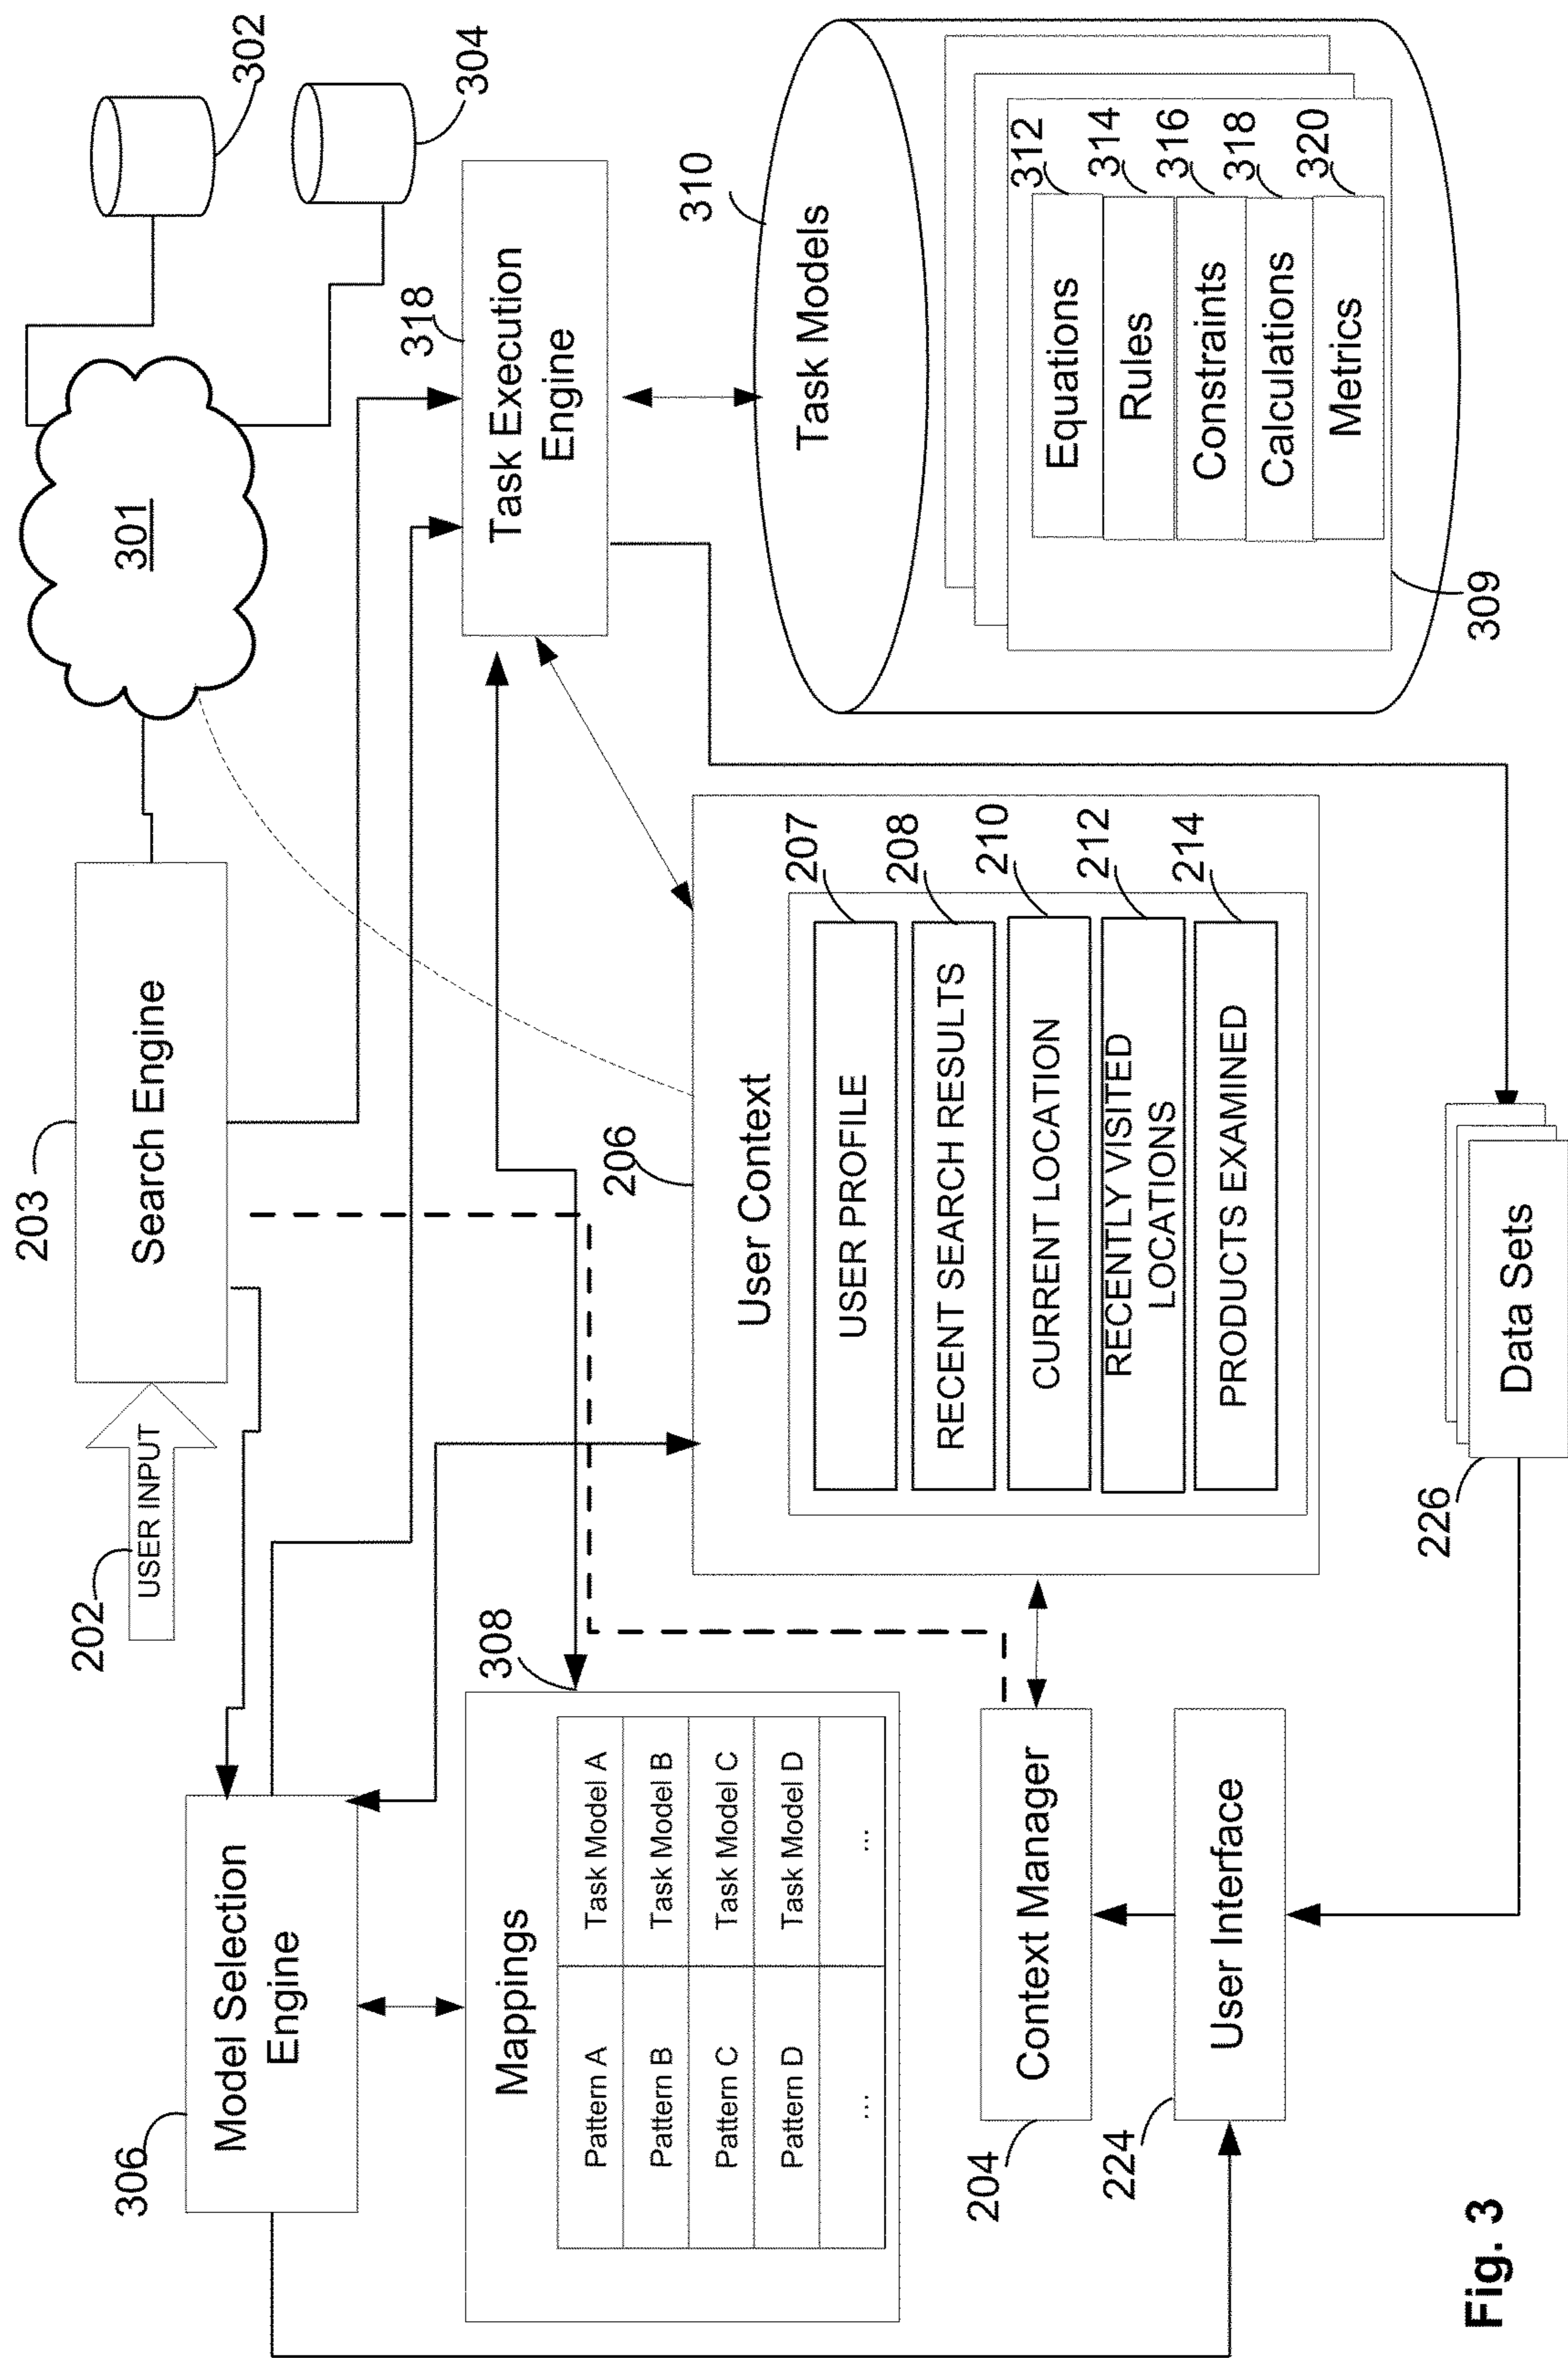 202
USER INPUT
203
Search Engine
301
302
304
306
Model Selection
Engine
318
Task Execution
Engine
308
Mappings
Pattern A
Task Model A
Pattern B
Task Model B
Pattern C
Task Model C
Pattern D
Task Model D
...
...
206
User Context
USER PROFILE
207
RECENT SEARCH RESULTS
208
CURRENT LOCATION
210
RECENTLY VISITED
LOCATIONS
212
PRODUCTS EXAMINED
214
310
Task Models
Equations
312
Rules
314
Constraints
316
Calculations
318
Metrics
320
309
204
Context Manager
224
User Interface
226
Data Sets
Fig. 3